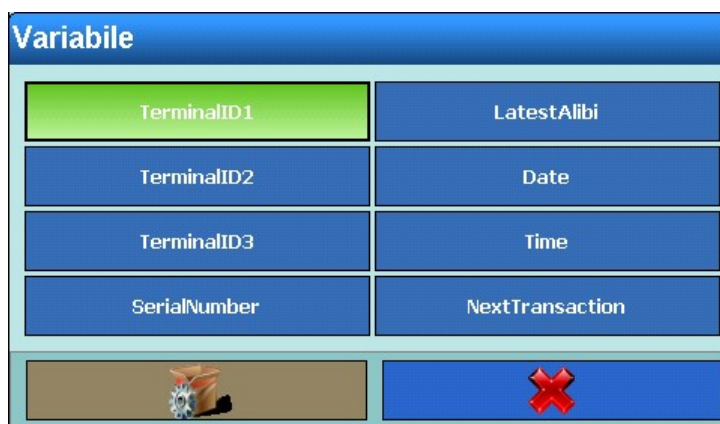 Variabile
TerminalID1 LatestAlibi
TerminalID2 Date
TerminalID3 Time
SerialNumber NextTransaction